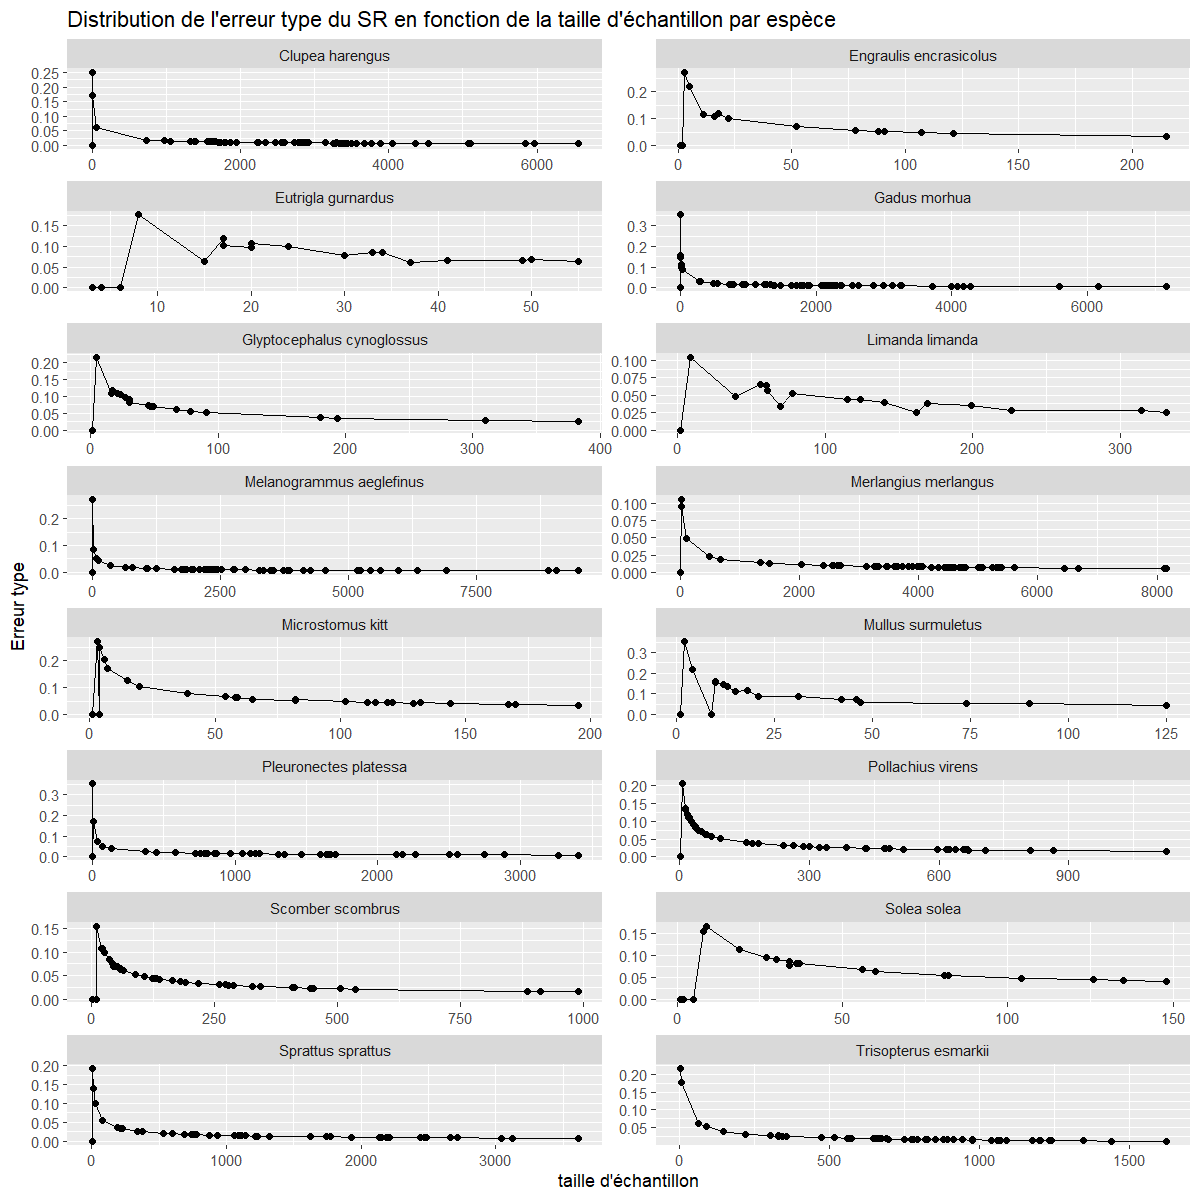 Distribution de l'erreur type du SR en fonction de la taille d'échantillon par espèce
Clupea harengus
0.25
0.20
0.15
0.10
0.05
0.00
0 2000 4000 6000
Engraulis encrasicolus
0.2
0.1
0.0
0 50 100 150 200
Eutrigla gurnardus
0.15
0.10
0.05
0.00
10 20 30 40 50
Gadus morhua
0.3
0.2
0.1
0.0
0 2000 4000 6000
Glyptocephalus cynoglossus
0.20
0.15
0.10
0.05
0.00
0 100 200 300 400
Limanda limanda
0.100
0.075
0.050
0.025
0.000
0 100 200 300
Melanogrammus aeglefinus
0.2
0.1
0.0
0 2500 5000 7500
Merlangius merlangus
0.100
0.075
0.050
0.025
0.000
0 2000 4000 6000 8000
Microstomus kitt
0.2
0.1
0.0
0 50 100 150 200
Mullus surmuletus
0.3
0.2
0.1
0.0
0 25 50 75 100 125
Pleuronectes platessa
0.3
0.2
0.1
0.0
0 1000 2000 3000
Pollachius virens
0.20
0.15
0.10
0.05
0.00
0 300 600 900
Scomber scombrus
0.15
0.10
0.05
0.00
0 250 500 750 1000
Solea solea
0.15
0.10
0.05
0.00
0 50 100 150
Sprattus sprattus
0.20
0.15
0.10
0.05
0.00
0 1000 2000 3000
Trisopterus esmarkii
0.20
0.15
0.10
0.05
0 500 1000 1500
Erreur type
taille d'échantillon